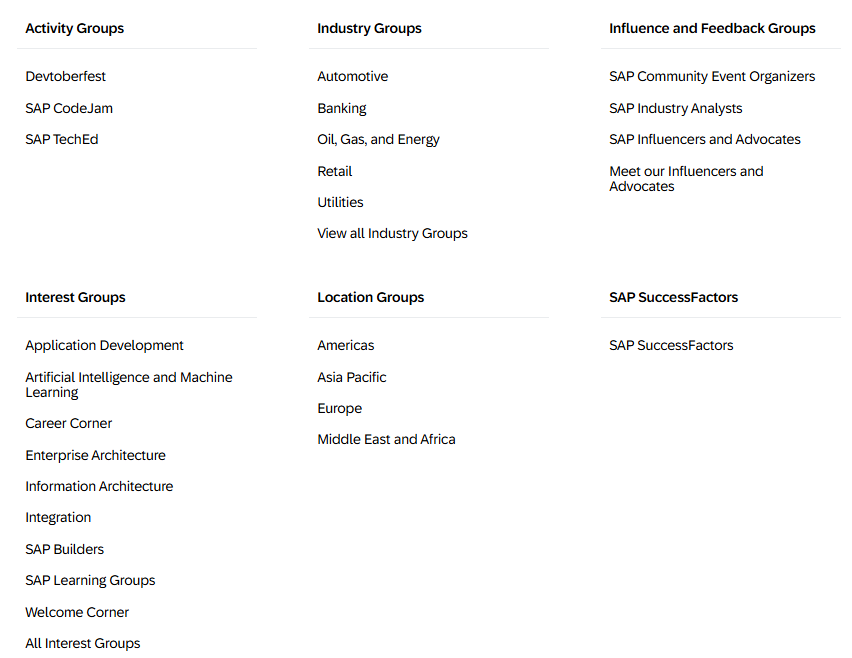 Activity Groups
Devtoberfest
SAP CodeJam
SAP TechEd
Industry Groups
Automotive
Banking
Oil, Gas, and Energy
Retail
Utilities
View all Industry Groups
Influence and Feedback Groups
SAP Community Event Organizers
SAP Industry Analysts
SAP Influencers and Advocates
Meet our Influencers and
Advocates
Interest Groups
Application Development
Artificial Intelligence and Machine
Learning
Career Corner
Enterprise Architecture
Information Architecture
Integration
SAP Builders
SAP Learning Groups
Welcome Corner
All Interest Groups
Location Groups
Americas
Asia Pacific
Europe
Middle East and Africa
SAP SuccessFactors
SAP SuccessFactors